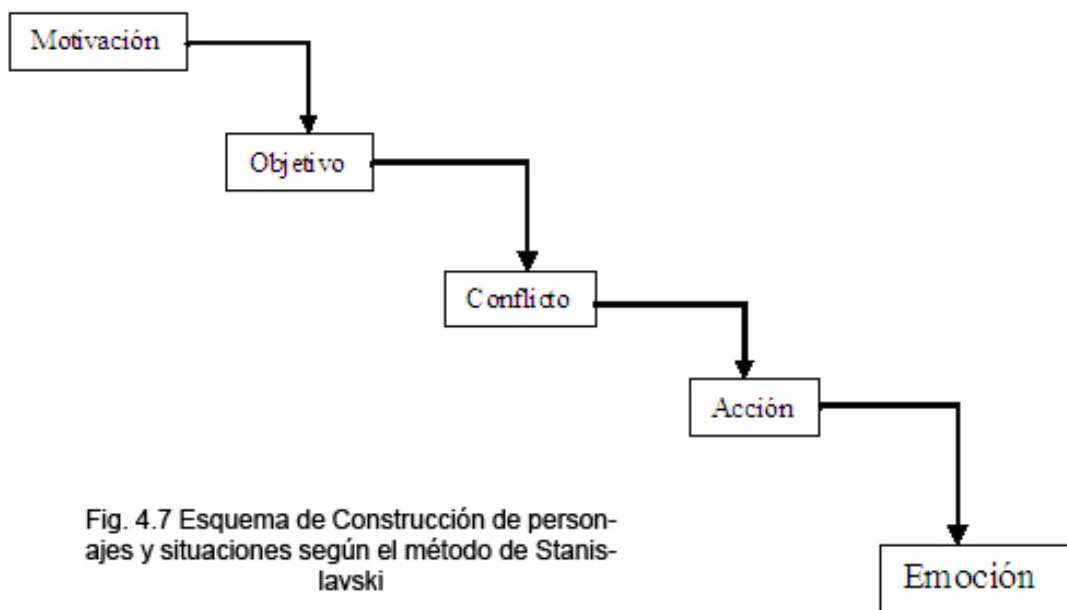 Motivación
Objetivo
Conflicto
Acción
Fig. 4.7 Esquema de Construcción de person-
ajes y situaciones según el método de Stanis-
lavski
Emoción